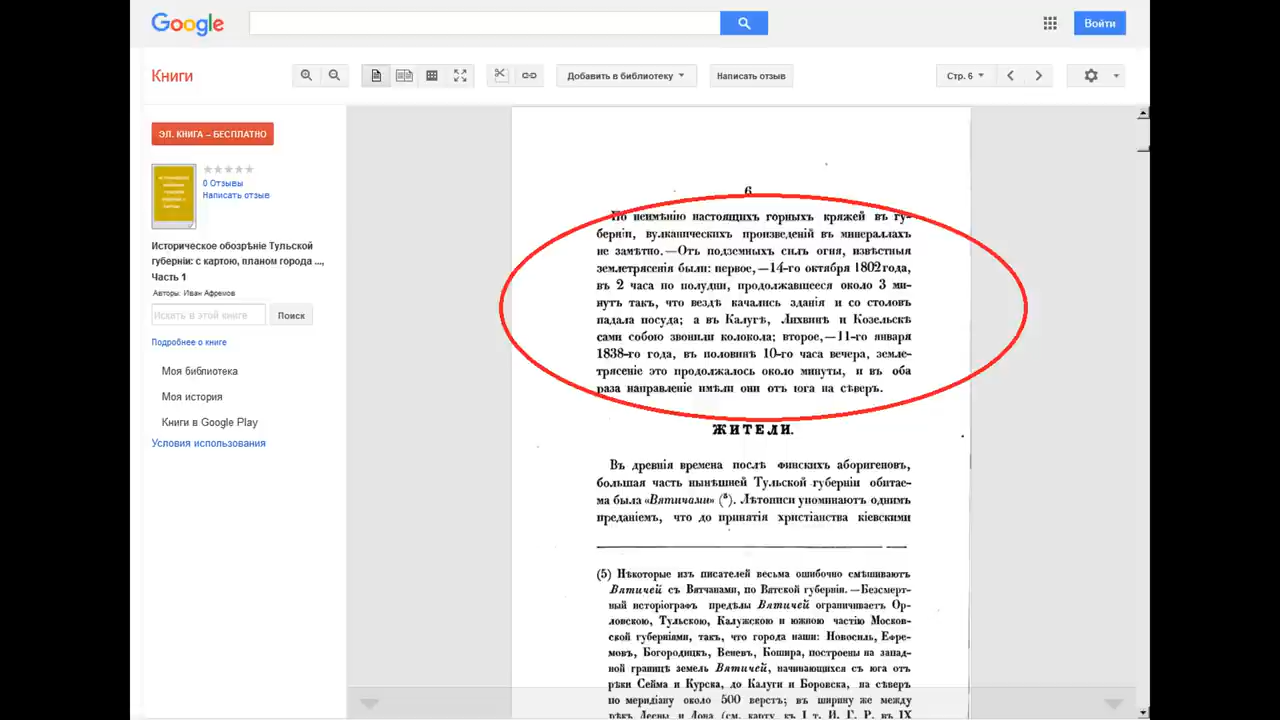 Google
Войти
Книги
Добавить в библиотеку
Написать отзыв
Стр. 6
ЭЛ. КНИГА – БЕСПЛАТНО
0 Отзывы
Написать отзыв
Историческое обозрѣніе Тульской
губерніи: с картою, планом города ...,
Часть 1
Авторы: Иван Афремов
Искать в этой книге
Поиск
Подробнее о книге
Моя библиотека
Моя история
Книги в Google Play
Условия использования
6
По неимѣнію настоящихъ горныхъ кряжей въ гу-
берніи, вулканическихъ произведеній въ минералахъ
не замѣтно.—Отъ подземныхъ силъ огня, извѣстныя
землетрясенія были: первое,—14-го октября 1802 года,
въ 2 часа по полудни, продолжавшееся около 3 ми-
нутъ такъ, что вездѣ качались зданія и со столовъ
падала посуда; а въ Калугѣ, Лихвинѣ и Козельскѣ
сами собою звонили колокола; второе,—11-го января
1838-го года, въ половинѣ 10-го часа вечера, земле-
трясеніе это продолжалось около минуты, и въ оба
раза направленіе имѣли они отъ юга на сѣверъ.
ЖИТЕЛИ.
Въ древнія времена послѣ финскихъ аборигеновъ,
большая часть нынѣшней Тульской губерніи обитае-
ма была «Вятичами» (5). Лѣтописи упоминаютъ однимъ
преданіемъ, что до принятія христіанства кіевскими
(5) Нѣкоторые изъ писателей весьма ошибочно смѣшиваютъ
Вятичей съ Вятчанами, по Вятской губерніи.—Безсмерт-
ный исторіографъ предѣлы Вятичей ограничиваетъ Ор-
ловскою, Тульскою, Калужскою и южною частію Москов-
ской губерніями, такъ, что города наши: Новосиль, Ефре-
мовъ, Богородицкъ, Веневъ, Кошира, построены на запад-
ной границѣ земель Вятичей, начинающихся съ юга отъ
рѣки Сейма и Курска, до Калуги и Боровска, на сѣверъ
по меридіану около 500 верстъ; въ ширину же между
рѣкъ Десны и Дона (см. карту къ I т. И. Г. Р. въ IX